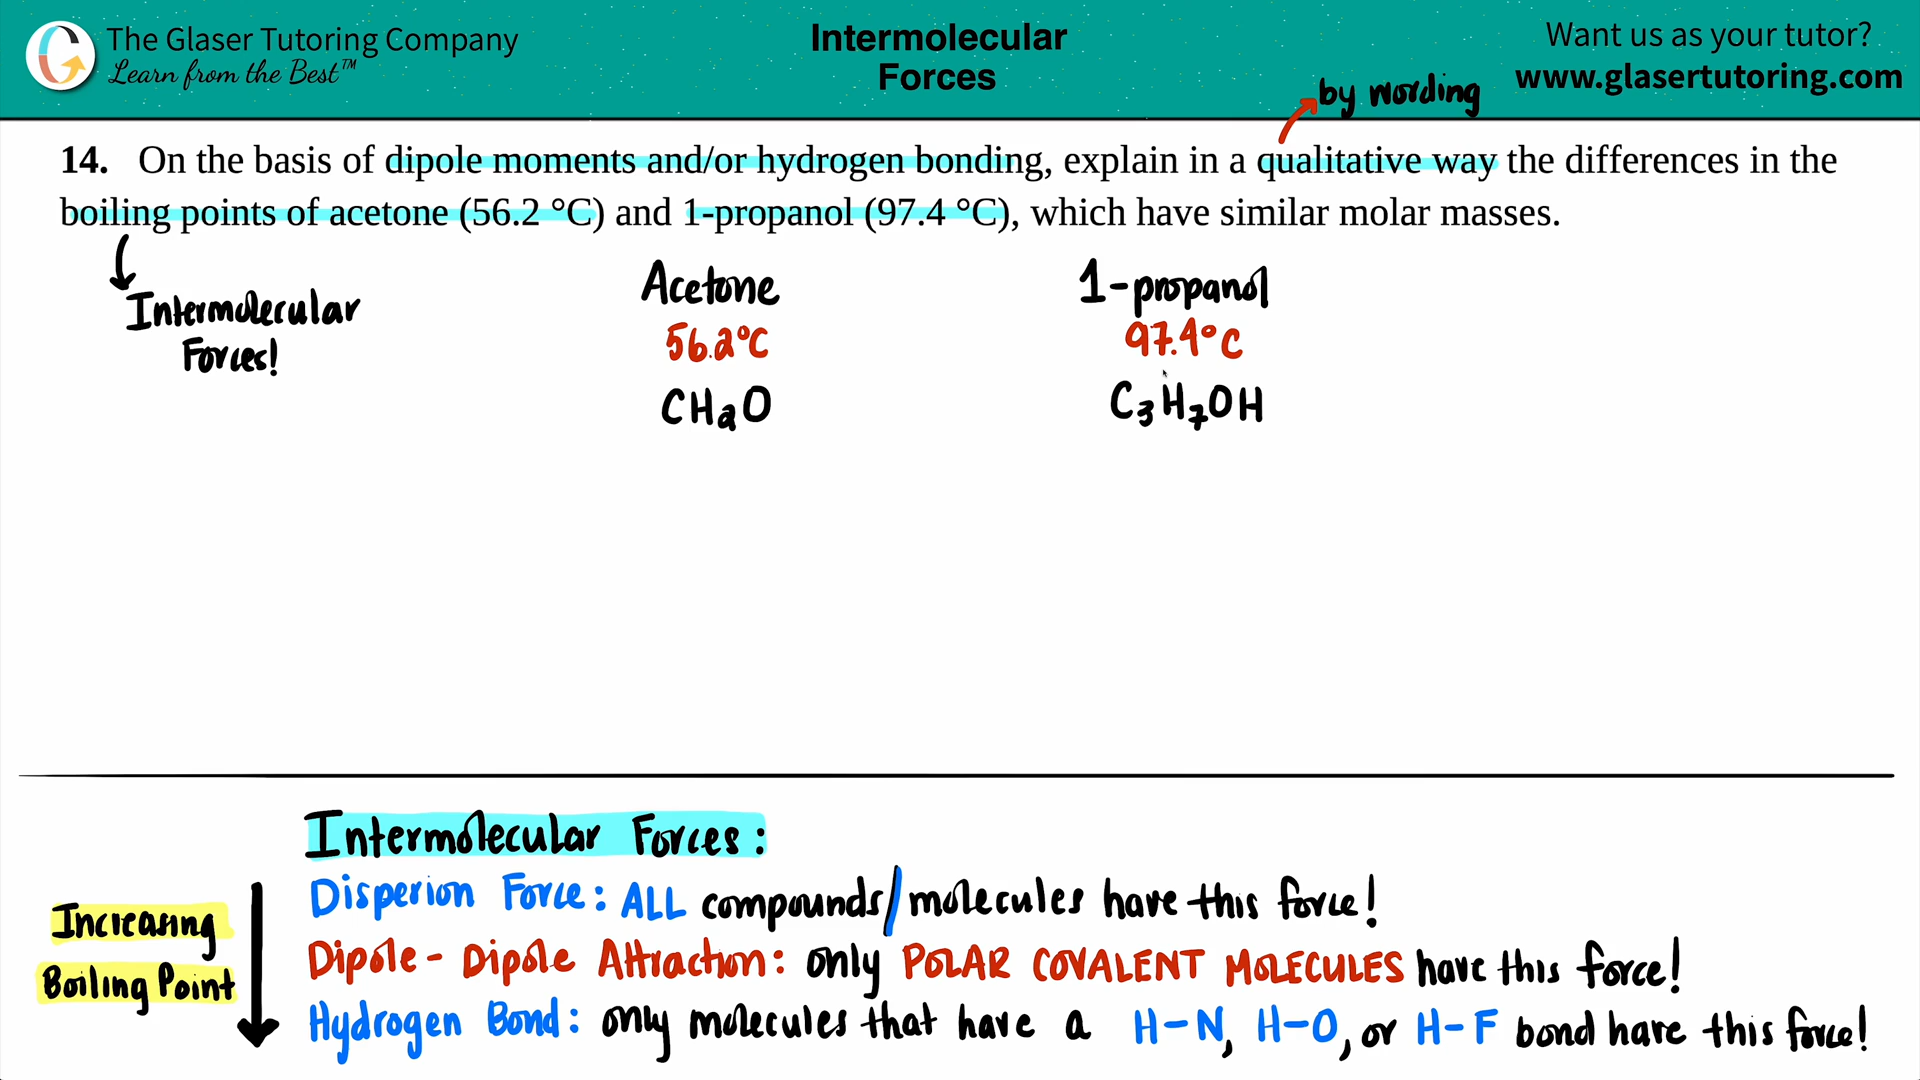 The Glaser Tutoring Company
Learn from the Best™
Intermolecular
Forces
Want us as your tutor?
www.glasertutoring.com
by wording
14. On the basis of dipole moments and/or hydrogen bonding, explain in a qualitative way the differences in the
boiling points of acetone (56.2 °C) and 1-propanol (97.4 °C), which have similar molar masses.
Intermolecular
Forces!
Acetone
56.2°C
CH₂O
1-propanol
97.4°C
C₃H₇OH
Intermolecular Forces:
Disperion Force: ALL compounds/molecules have this force!
Dipole-Dipole Attraction: only POLAR COVALENT MOLECULES have this force!
Hydrogen Bond: only molecules that have a H-N, H-O, or H-F bond have this force!
Increasing
Boiling Point